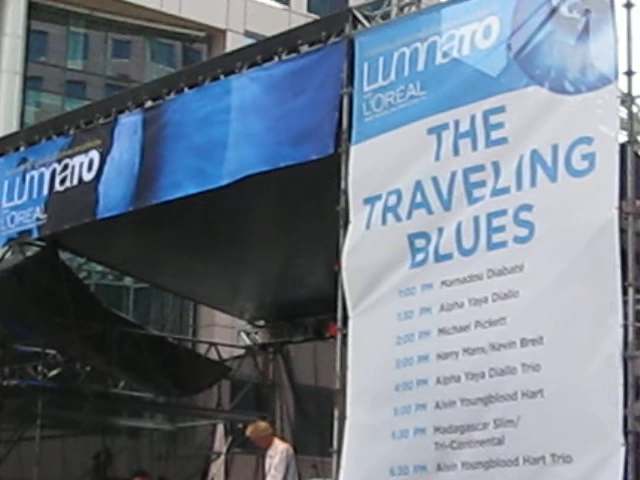 LUMINATO
L'ORÉAL
LUMINATO
L'ORÉAL
THE
TRAVELING
BLUES
1:00 PM Mamadou Diabate
1:30 PM Alpha Yaya Diallo
2:00 PM Michael Pickett
3:00 PM Harry Manx/Kevin Breit
4:00 PM Alpha Yaya Diallo Trio
5:00 PM Alvin Youngblood Hart
5:30 PM Madagascar Slim/
Tri-Continental
6:30 PM Alvin Youngblood Hart Trio